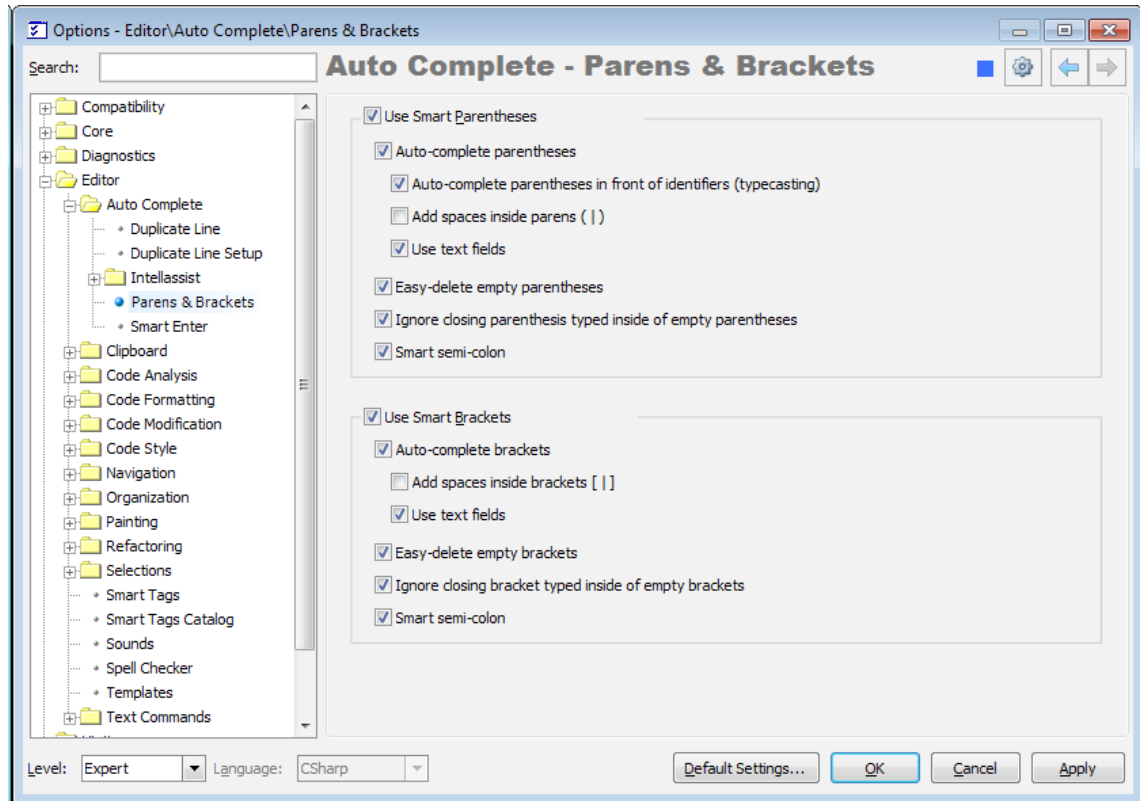 Options - Editor\Auto Complete\Parens & Brackets
Search:
Auto Complete - Parens & Brackets
Compatibility
Core
Diagnostics
Editor
Auto Complete
Duplicate Line
Duplicate Line Setup
Intellassist
Parens & Brackets
Smart Enter
Clipboard
Code Analysis
Code Formatting
Code Modification
Code Style
Navigation
Organization
Painting
Refactoring
Selections
Smart Tags
Smart Tags Catalog
Sounds
Spell Checker
Templates
Text Commands
Use Smart Parentheses
Auto-complete parentheses
Auto-complete parentheses in front of identifiers (typecasting)
Add spaces inside parens ( | )
Use text fields
Easy-delete empty parentheses
Ignore closing parenthesis typed inside of empty parentheses
Smart semi-colon
Use Smart Brackets
Auto-complete brackets
Add spaces inside brackets [ | ]
Use text fields
Easy-delete empty brackets
Ignore closing bracket typed inside of empty brackets
Smart semi-colon
Level: Expert Language: CSharp Default Settings... OK Cancel Apply